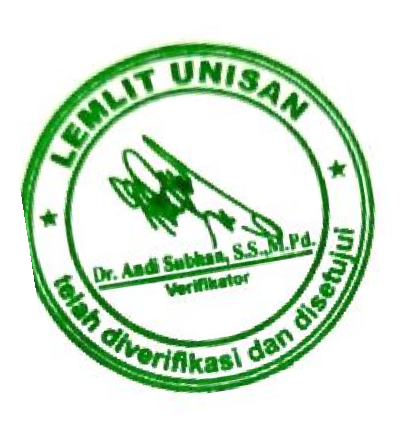 LEMLIT UNISAN
Dr. Andi Subhan, S.S.,M.Pd.
Verifikator
telah diverifikasi dan disetujui